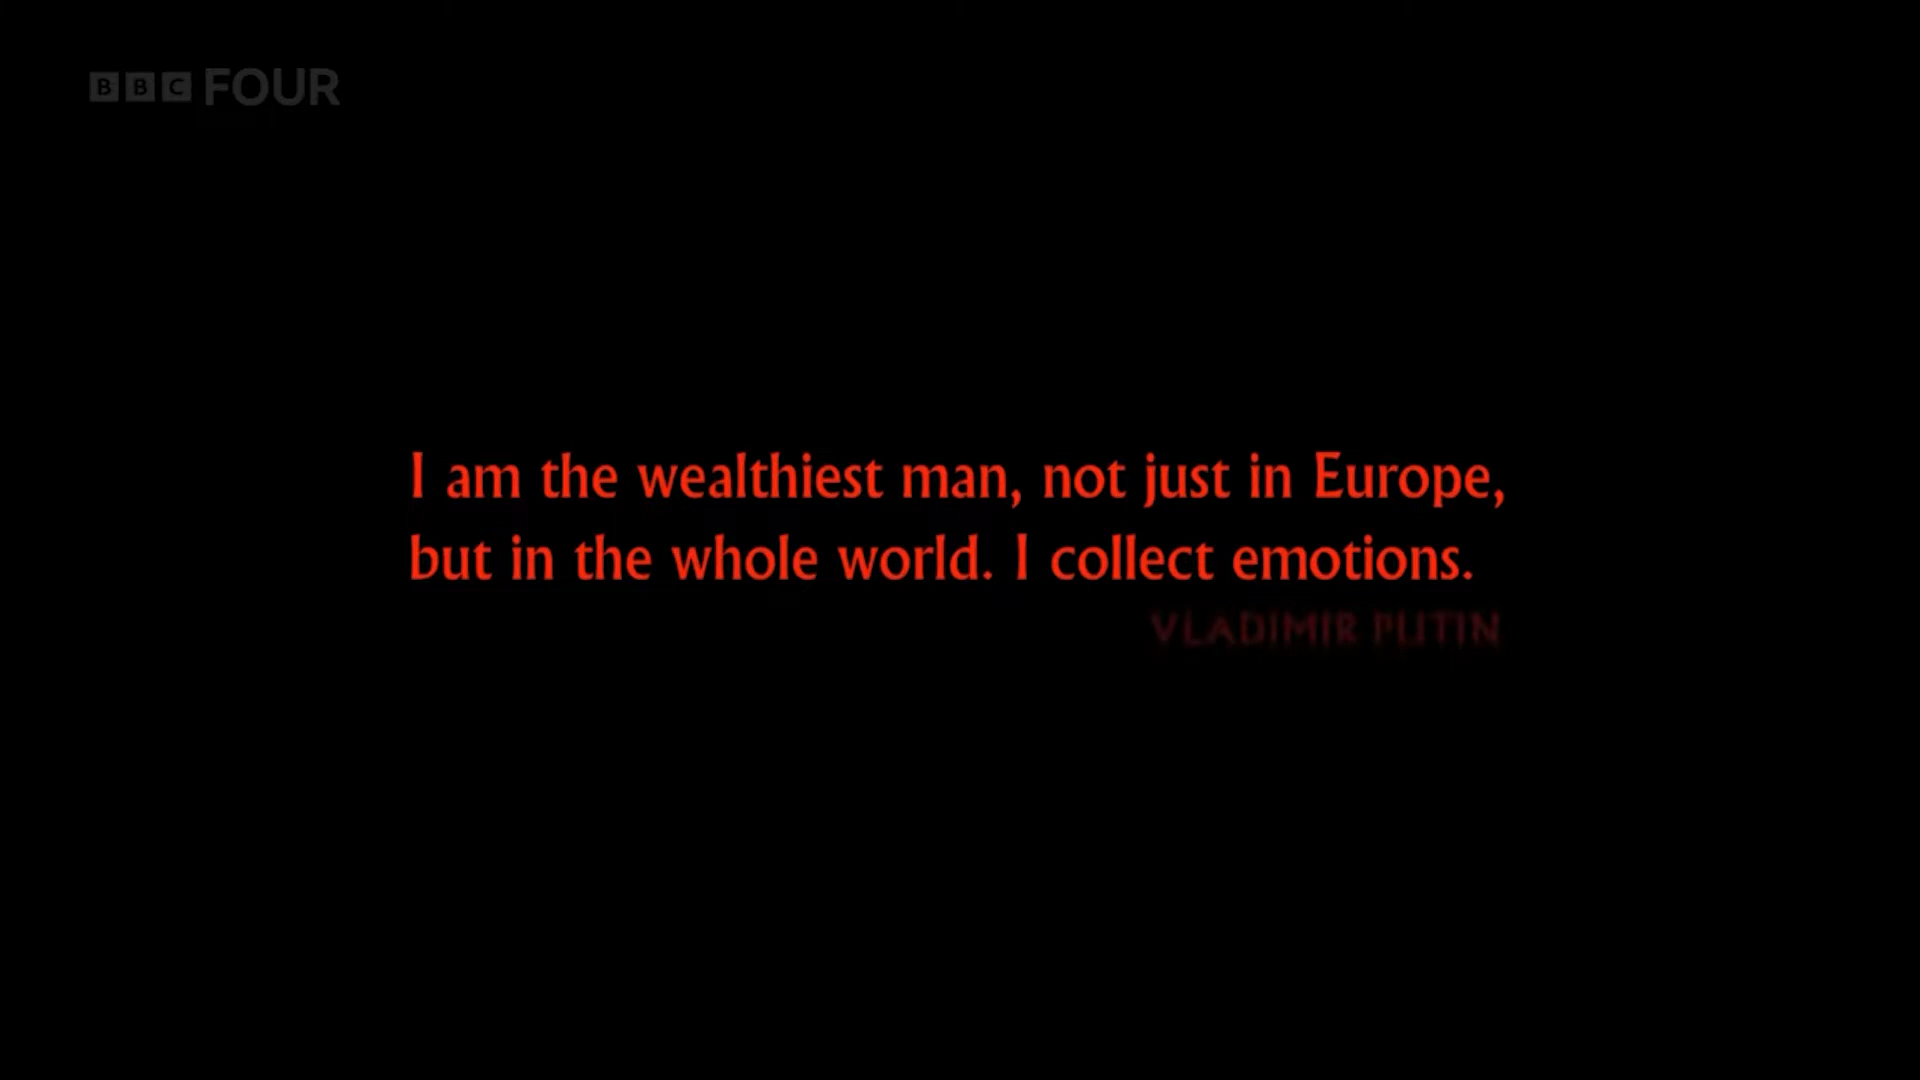 BBC FOUR
I am the wealthiest man, not just in Europe,
but in the whole world. I collect emotions.
VLADIMIR PUTIN